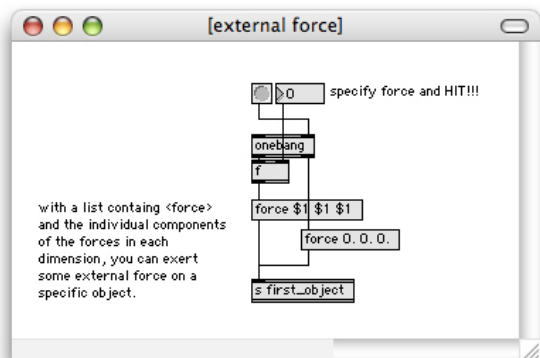 [external force]
0
specify force and HIT!!!
onebang
f
with a list containg <force>
and the individual components
of the forces in each
dimension, you can exert
some external force on a
specific object.
force $1 $1 $1
force 0. 0. 0.
s first_object